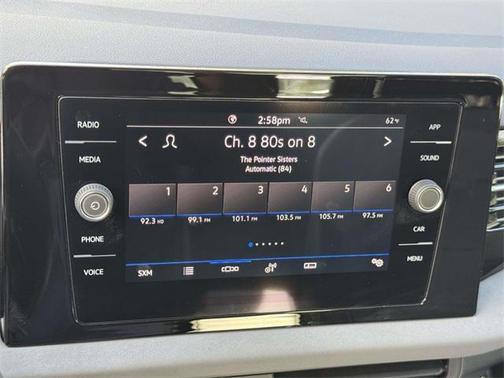 RADIO
MEDIA
PHONE
VOICE
2:58pm
62°F
Ch. 8 80s on 8
The Pointer Sisters
Automatic (84)
1 2 3 4 5 6
92.3 HD 99.1 FM 101.1 FM 103.5 FM 105.7 FM 97.5 FM
SXM
APP
SOUND
CAR
MENU